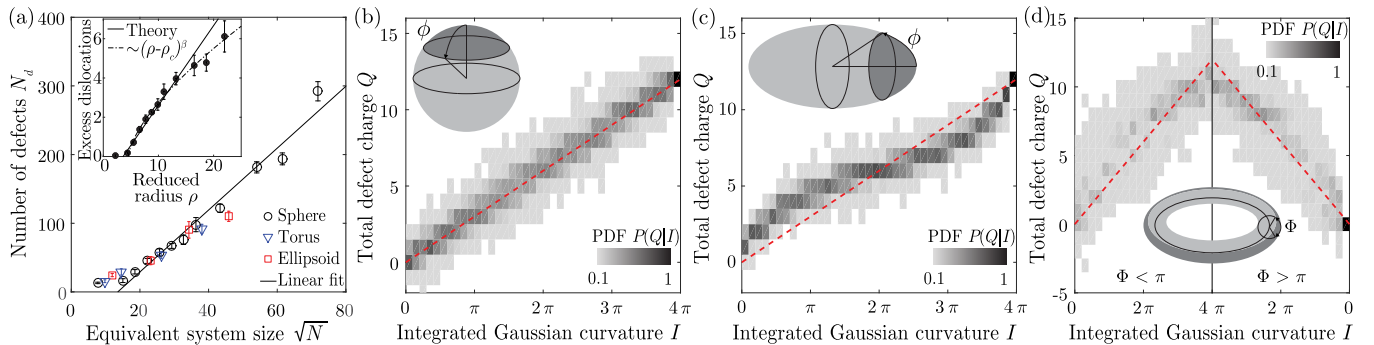 (a)
400
300
200
100
0
Number of defects N_d
0 20 40 60 80
Equivalent system size √N
Excess dislocations
6
4
2
0
0 10 20
Reduced
radius ρ
Theory
~(ρ-ρ_c)^β
Sphere
Torus
Ellipsoid
Linear fit
(b)
15
10
5
0
Total defect charge Q
ϕ
PDF P(Q|I)
0.1 1
0 π 2π 3π 4π
Integrated Gaussian curvature I
(c)
15
10
5
0
Total defect charge Q
ϕ
PDF P(Q|I)
0.1 1
0 π 2π 3π 4π
Integrated Gaussian curvature I
(d)
20
15
10
5
0
-5
Total defect charge Q
PDF P(Q|I)
0.1 1
Φ
Φ < π Φ > π
0 2π 4π 2π 0
Integrated Gaussian curvature I